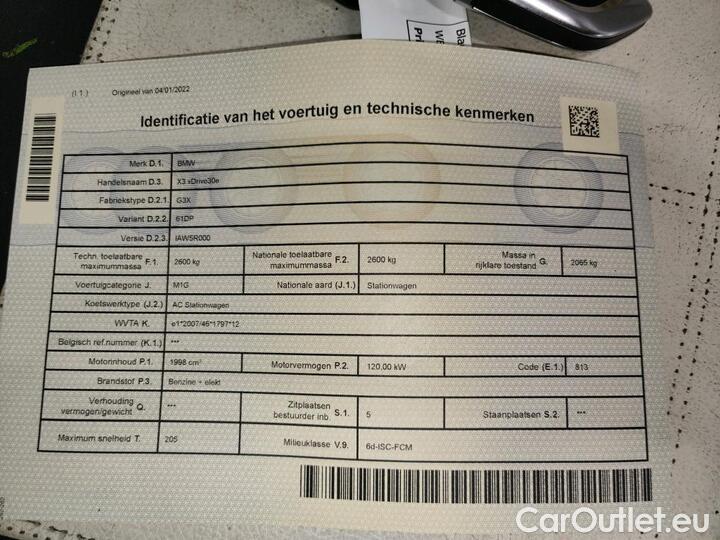 Bla
WE
Pri
(I.1.) Origineel van 04/01/2022
Identificatie van het voertuig en technische kenmerken
Merk D.1. BMW
Handelsnaam D.3. X3 xDrive30e
Fabriekstype D.2.1. G3X
Variant D.2.2. 61DP
Versie D.2.3. IAW5R000
Techn. toelaatbare maximummassa F.1. 2600 kg Nationale toelaatbare maximummassa F.2. 2600 kg Massa in rijklare toestand G. 2065 kg
Voertuigcategorie J. M1G Nationale aard (J.1.) Stationwagen
Koetswerktype (J.2.) AC Stationwagen
WVTA K. e1*2007/46*1797*12
Belgisch ref.nummer (K.1.) ***
Motorinhoud P.1. 1998 cm³ Motorvermogen P.2. 120,00 kW Code (E.1.) 813
Brandstof P.3. Benzine + elekt
Verhouding vermogen/gewicht Q. *** Zitplaatsen bestuurder inb. S.1. 5 Staanplaatsen S.2. ***
Maximum snelheid T. 205 Milieuklasse V.9. 6d-ISC-FCM
CarOutlet.eu